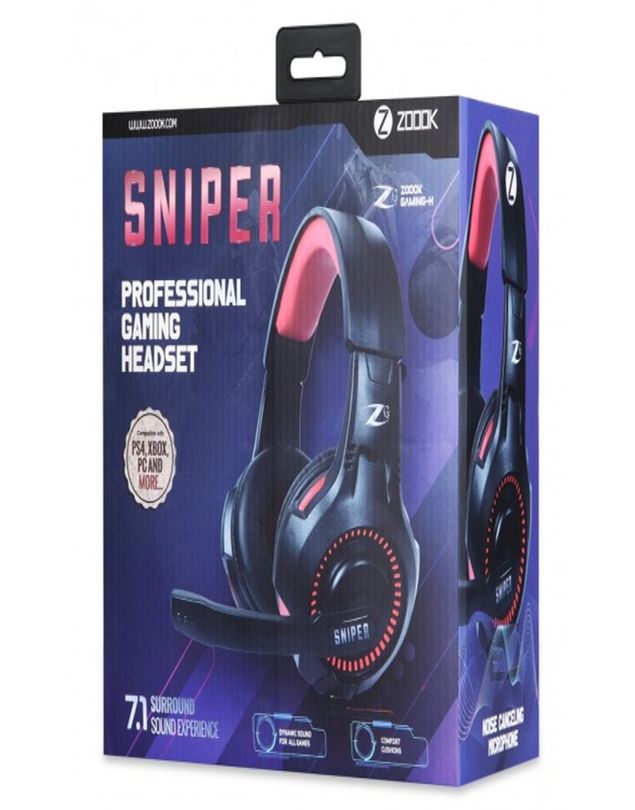 WWW.ZOOOK.COM
Z ZOOOK
SNIPER
ZOOOK
GAMING-H
PROFESSIONAL
GAMING
HEADSET
Compatible with
PS4, XBOX,
PC AND
MORE...
SNIPER
7.1 SURROUND
SOUND EXPERIENCE
DYNAMIC SOUND
FOR ALL GAMES
COMFORT
CUSHIONS
Z
SNIPER
NOISE CANCELING
MICROPHONE